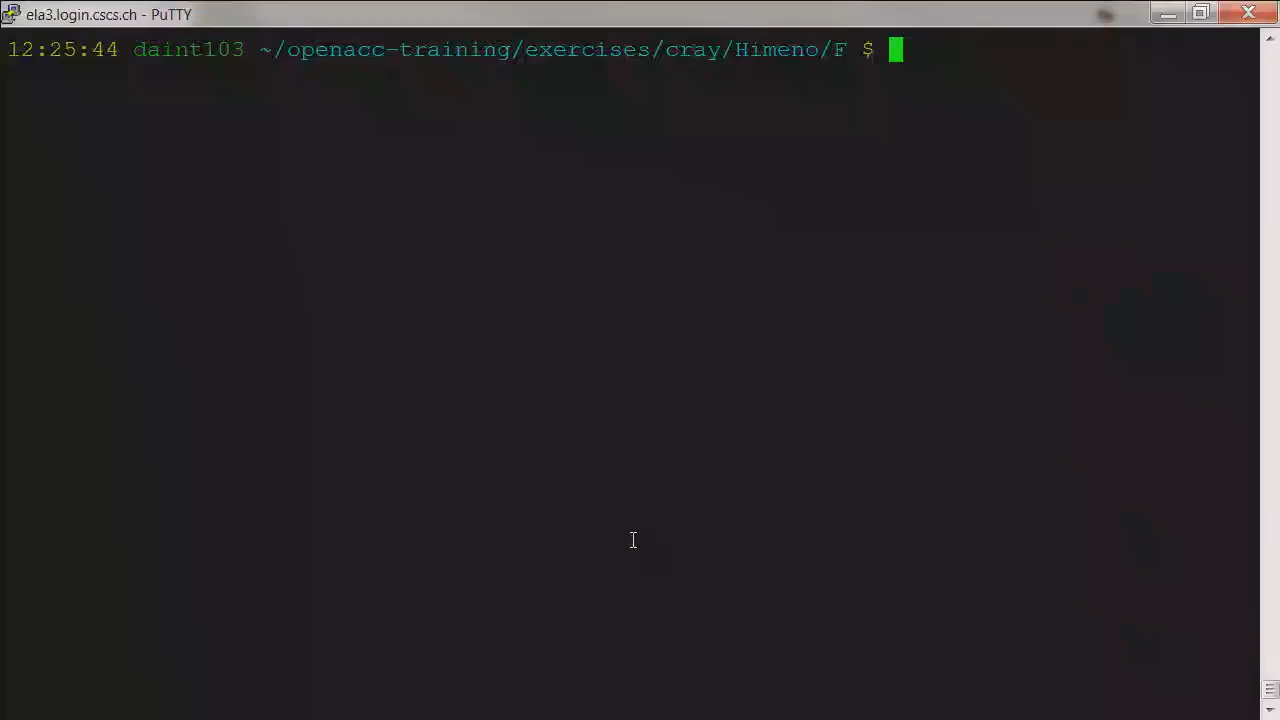 ela3.login.cscs.ch - PuTTY
12:25:44 daint103 ~/openacc-training/exercises/cray/Himeno/F $